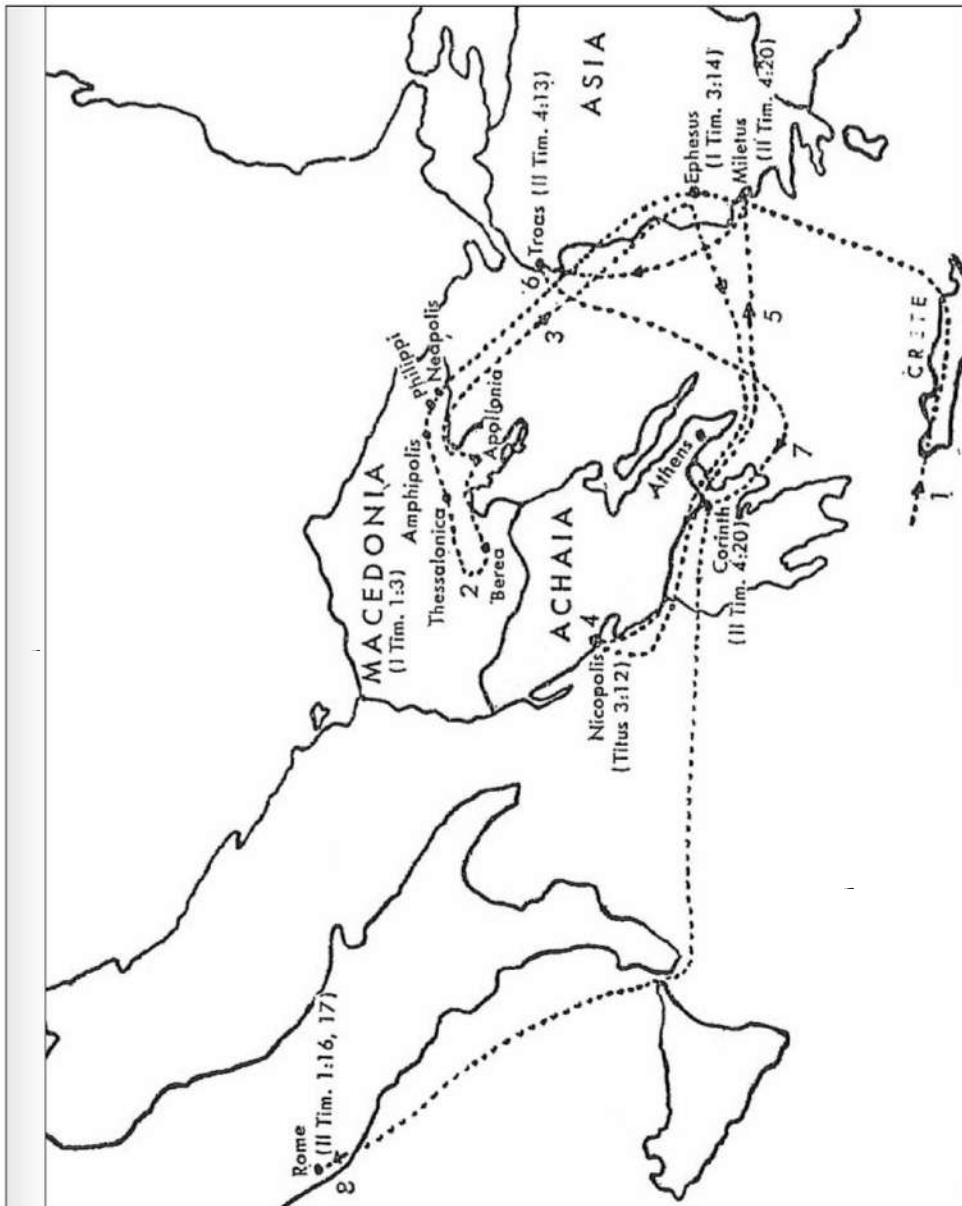 Rome
(II Tim. 1:16, 17)
8
MACEDONIA
(I Tim. 1:3)
Amphipolis
Philippi
Neapolis
Thessalonica
2
Berea
Apollonia
6
Troas (II Tim. 4:13)
3
ACHAIA
ASIA
Nicopolis
(Titus 3:12)
4
Athens
Ephesus
(I Tim. 3:14)
Miletus
(II Tim. 4:20)
Corinth
(II Tim. 4:20)
5
7
CRETE
1